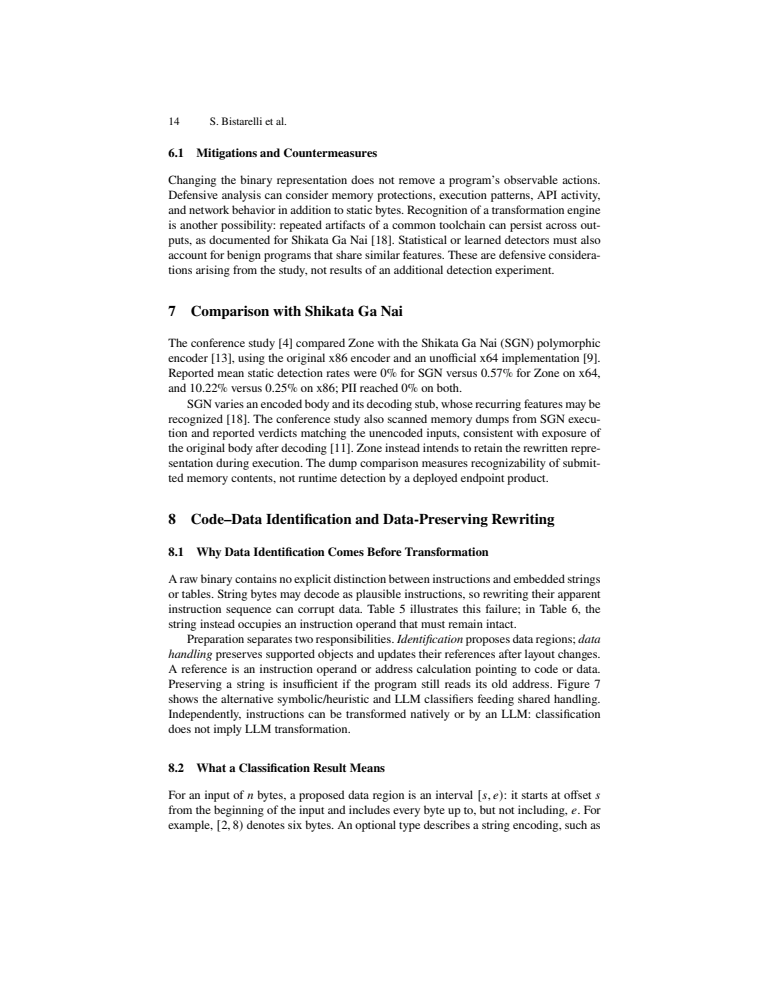 14 S. Bistarelli et al.
6.1 Mitigations and Countermeasures
Changing the binary representation does not remove a program's observable actions.
Defensive analysis can consider memory protections, execution patterns, API activity,
and network behavior in addition to static bytes. Recognition of a transformation engine
is another possibility: repeated artifacts of a common toolchain can persist across out-
puts, as documented for Shikata Ga Nai [18]. Statistical or learned detectors must also
account for benign programs that share similar features. These are defensive considera-
tions arising from the study, not results of an additional detection experiment.
7 Comparison with Shikata Ga Nai
The conference study [4] compared Zone with the Shikata Ga Nai (SGN) polymorphic
encoder [13], using the original x86 encoder and an unofficial x64 implementation [9].
Reported mean static detection rates were 0% for SGN versus 0.57% for Zone on x64,
and 10.22% versus 0.25% on x86; PII reached 0% on both.
SGN varies an encoded body and its decoding stub, whose recurring features may be
recognized [18]. The conference study also scanned memory dumps from SGN execu-
tion and reported verdicts matching the unencoded inputs, consistent with exposure of
the original body after decoding [11]. Zone instead intends to retain the rewritten repre-
sentation during execution. The dump comparison measures recognizability of submit-
ted memory contents, not runtime detection by a deployed endpoint product.
8 Code–Data Identification and Data-Preserving Rewriting
8.1 Why Data Identification Comes Before Transformation
A raw binary contains no explicit distinction between instructions and embedded strings
or tables. String bytes may decode as plausible instructions, so rewriting their apparent
instruction sequence can corrupt data. Table 5 illustrates this failure; in Table 6, the
string instead occupies an instruction operand that must remain intact.
Preparation separates two responsibilities. Identification proposes data regions; data
handling preserves supported objects and updates their references after layout changes.
A reference is an instruction operand or address calculation pointing to code or data.
Preserving a string is insufficient if the program still reads its old address. Figure 7
shows the alternative symbolic/heuristic and LLM classifiers feeding shared handling.
Independently, instructions can be transformed natively or by an LLM: classification
does not imply LLM transformation.
8.2 What a Classification Result Means
For an input of n bytes, a proposed data region is an interval [s, e): it starts at offset s
from the beginning of the input and includes every byte up to, but not including, e. For
example, [2, 8) denotes six bytes. An optional type describes a string encoding, such as